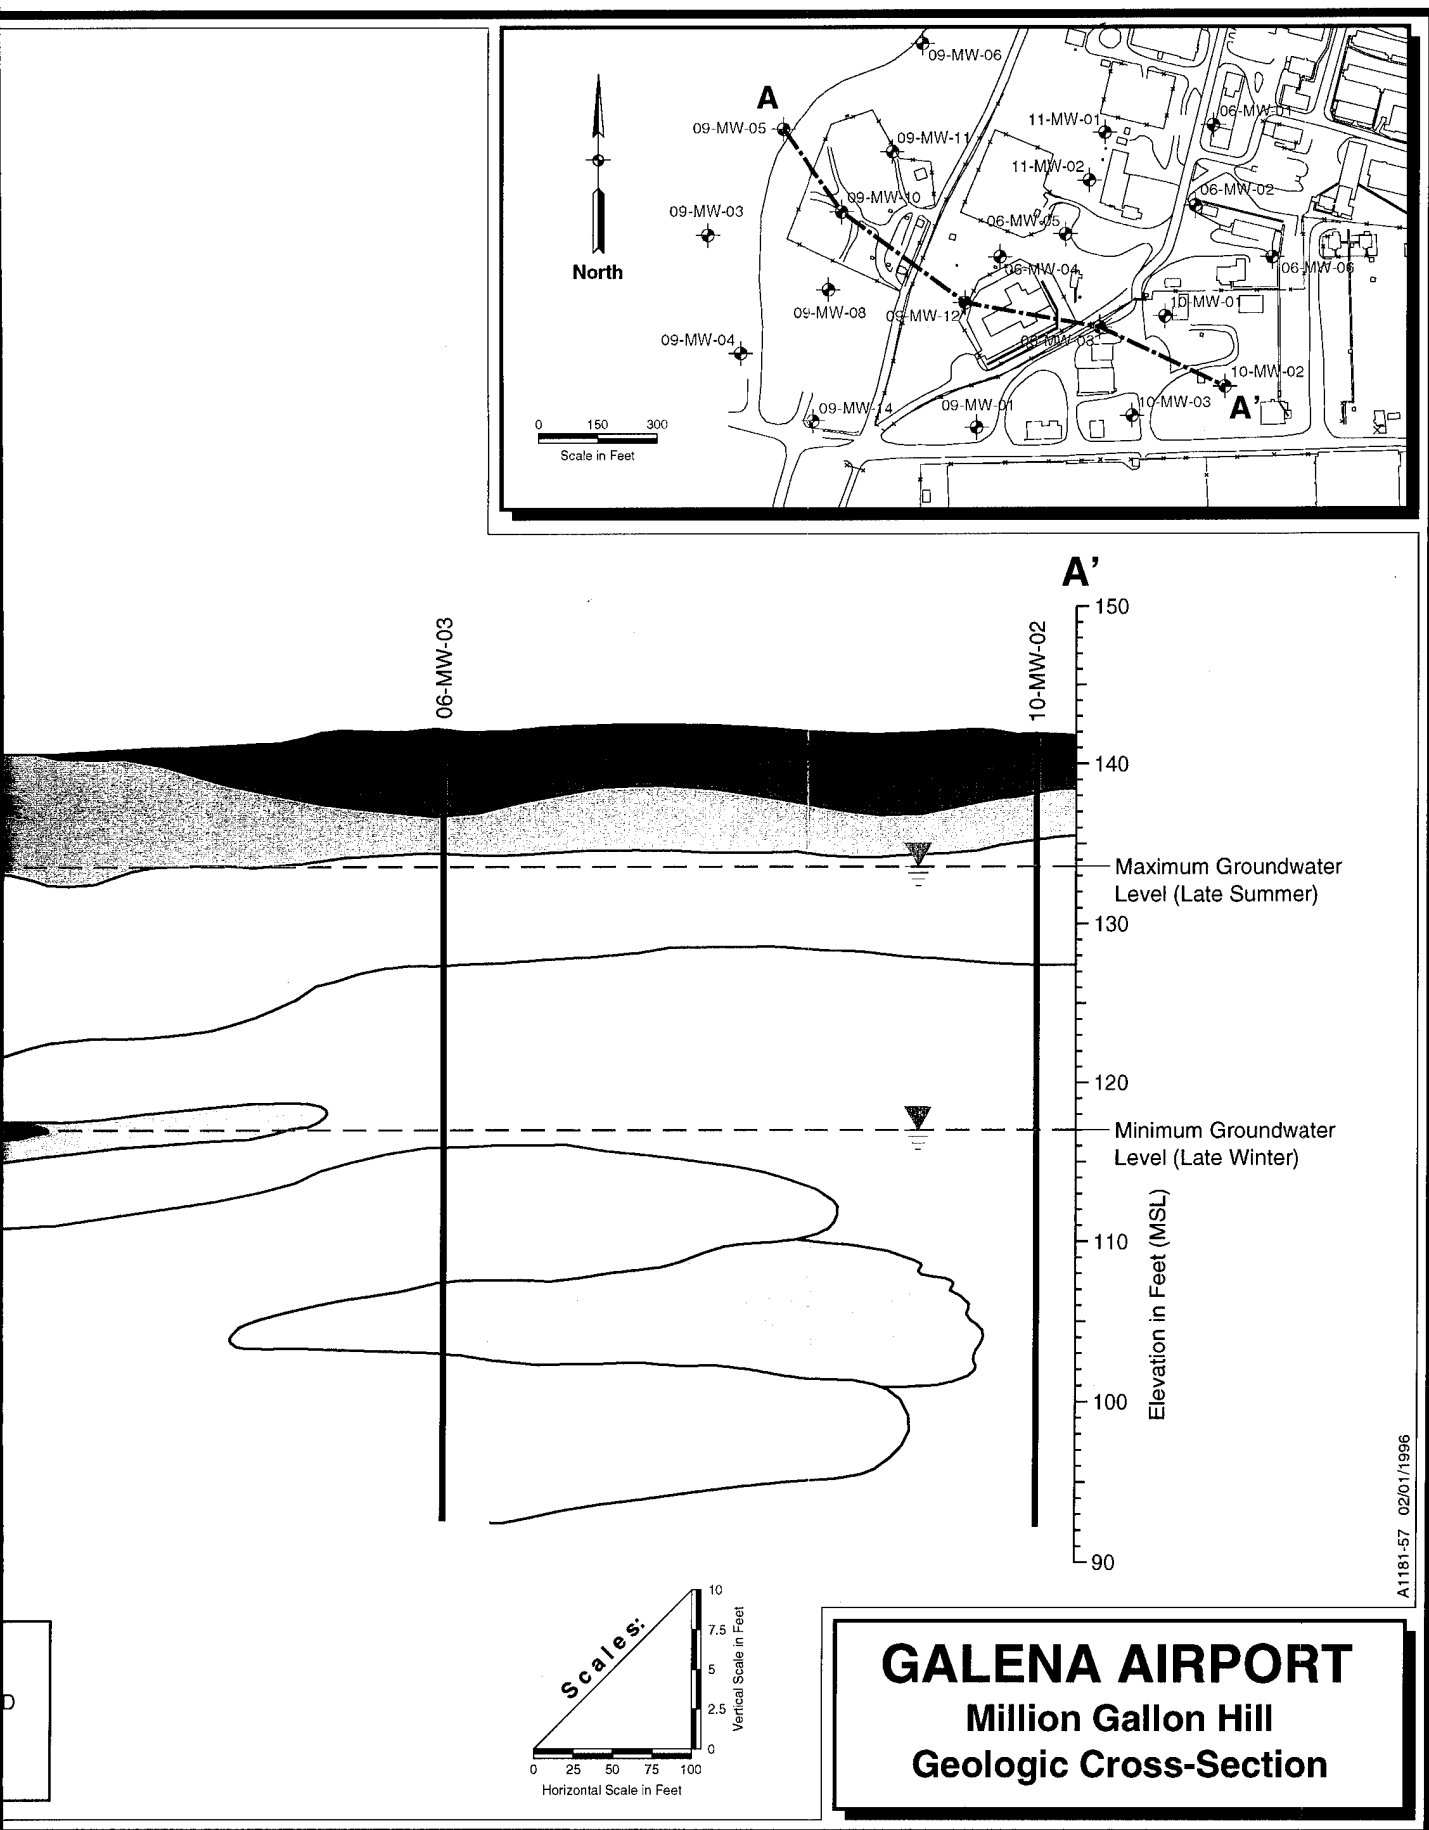 09-MW-06
A
09-MW-05
11-MW-01
06-MW-01
09-MW-11
11-MW-02
06-MW-02
09-MW-10
09-MW-03
06-MW-05
North
06-MW-04
06-MW-06
09-MW-08
09-MW-12
10-MW-01
09-MW-04
06-MW-03
10-MW-02
A'
09-MW-14
09-MW-01
10-MW-03
0 150 300
Scale in Feet
A'
06-MW-03
10-MW-02
150
140
Maximum Groundwater
Level (Late Summer)
130
120
Minimum Groundwater
Level (Late Winter)
110
Elevation in Feet (MSL)
100
90
A1181-57 02/01/1996
Scales:
10
7.5
5
2.5
0
Vertical Scale in Feet
0 25 50 75 100
Horizontal Scale in Feet
D
GALENA AIRPORT
Million Gallon Hill
Geologic Cross-Section